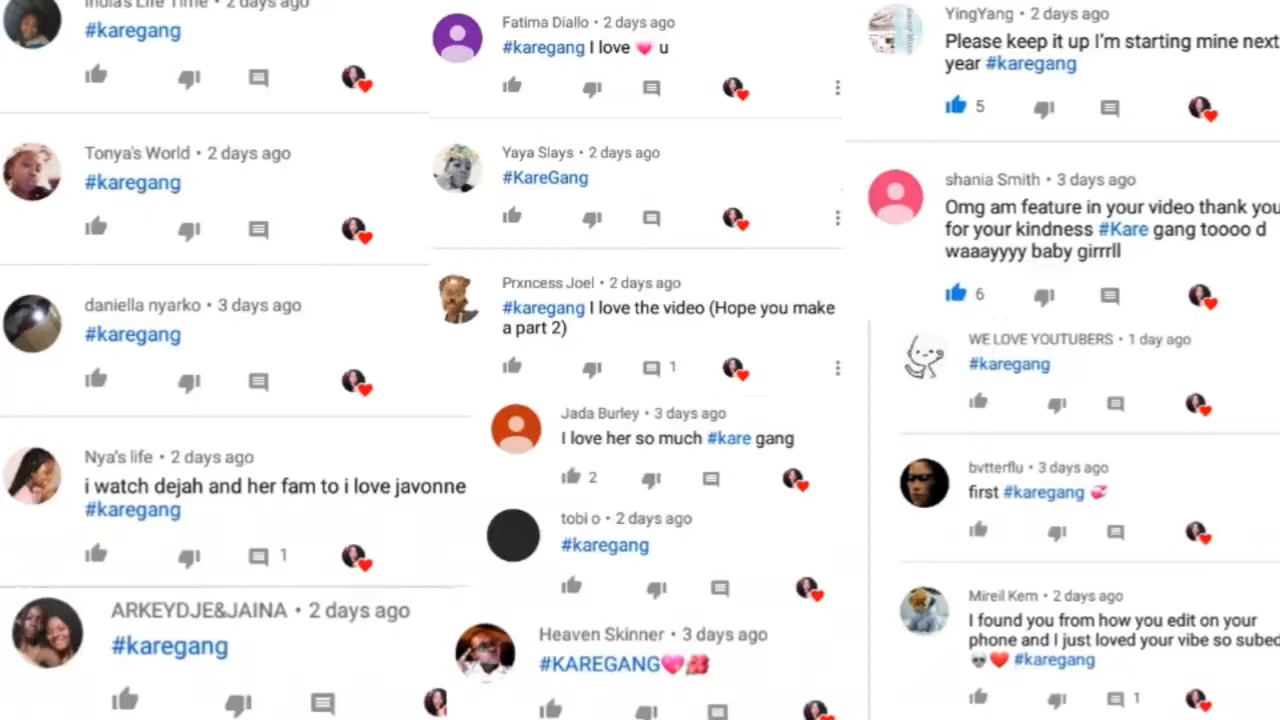 India's Life Time • 2 days ago
#karegang
Tonya's World • 2 days ago
#karegang
daniella nyarko • 3 days ago
#karegang
Nya's life • 2 days ago
i watch dejah and her fam to i love javonne
#karegang
1
ARKEYDJE&JAINA • 2 days ago
#karegang
Fatima Diallo • 2 days ago
#karegang I love 💗 u
Yaya Slays • 2 days ago
#KareGang
Prxncess Joel • 2 days ago
#karegang I love the video (Hope you make
a part 2)
1
Jada Burley • 3 days ago
I love her so much #kare gang
2
tobi o • 2 days ago
#karegang
Heaven Skinner • 3 days ago
#KAREGANG💖🌺
YingYang • 2 days ago
Please keep it up I'm starting mine next
year #karegang
5
shania Smith • 3 days ago
Omg am feature in your video thank you
for your kindness #Kare gang toooo d
waaayyyy baby girrrll
6
WE LOVE YOUTUBERS • 1 day ago
#karegang
bvtterflu • 3 days ago
first #karegang 💞
Mireil Kem • 2 days ago
I found you from how you edit on your
phone and I just loved your vibe so subed
💀❤️ #karegang
1